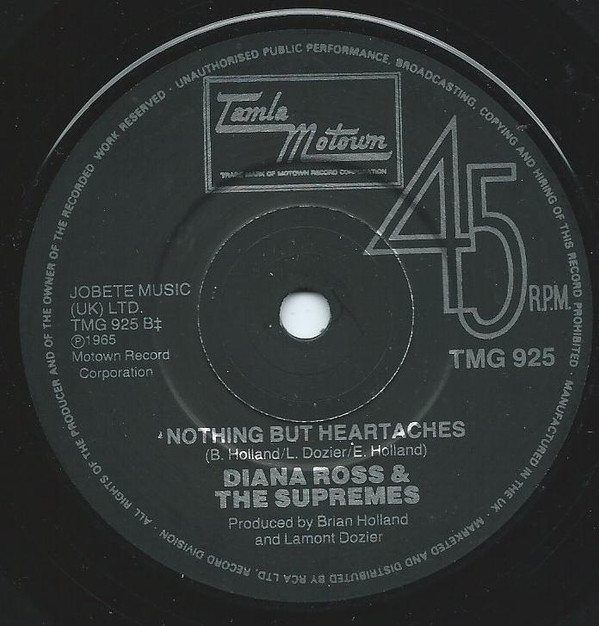 UNAUTHORISED PUBLIC PERFORMANCE, BROADCASTING, COPYING AND HIRING OF THIS RECORD PROHIBITED · MANUFACTURED IN THE UK · MARKETED AND DISTRIBUTED BY RCA LTD., RECORD DIVISION · ALL RIGHTS OF THE PRODUCER AND OF THE OWNER OF THE RECORDED WORK RESERVED ·
Tamla
Motown
TRADE MARK OF MOTOWN RECORD CORPORATION
45
R.P.M.
JOBETE MUSIC
(UK) LTD.
TMG 925 B‡
Ⓟ1965
Motown Record
Corporation
TMG 925
NOTHING BUT HEARTACHES
(B. Holland/L. Dozier/E. Holland)
DIANA ROSS &
THE SUPREMES
Produced by Brian Holland
and Lamont Dozier